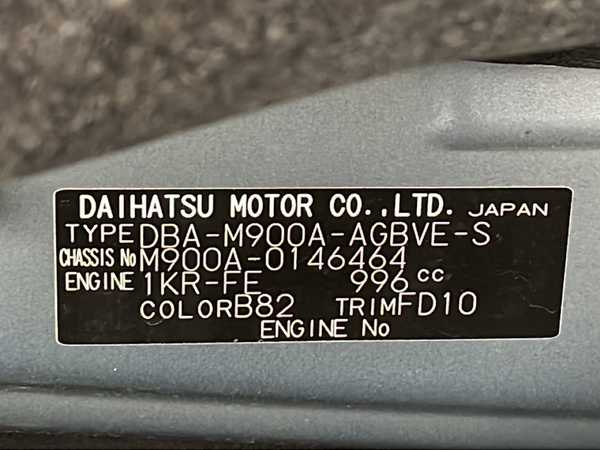 DAIHATSU MOTOR CO.,LTD. JAPAN
TYPE DBA-M900A-AGBVE-S
CHASSIS No M900A-0146464
ENGINE 1KR-FE 996 cc
COLOR B82 TRIM FD10
ENGINE No